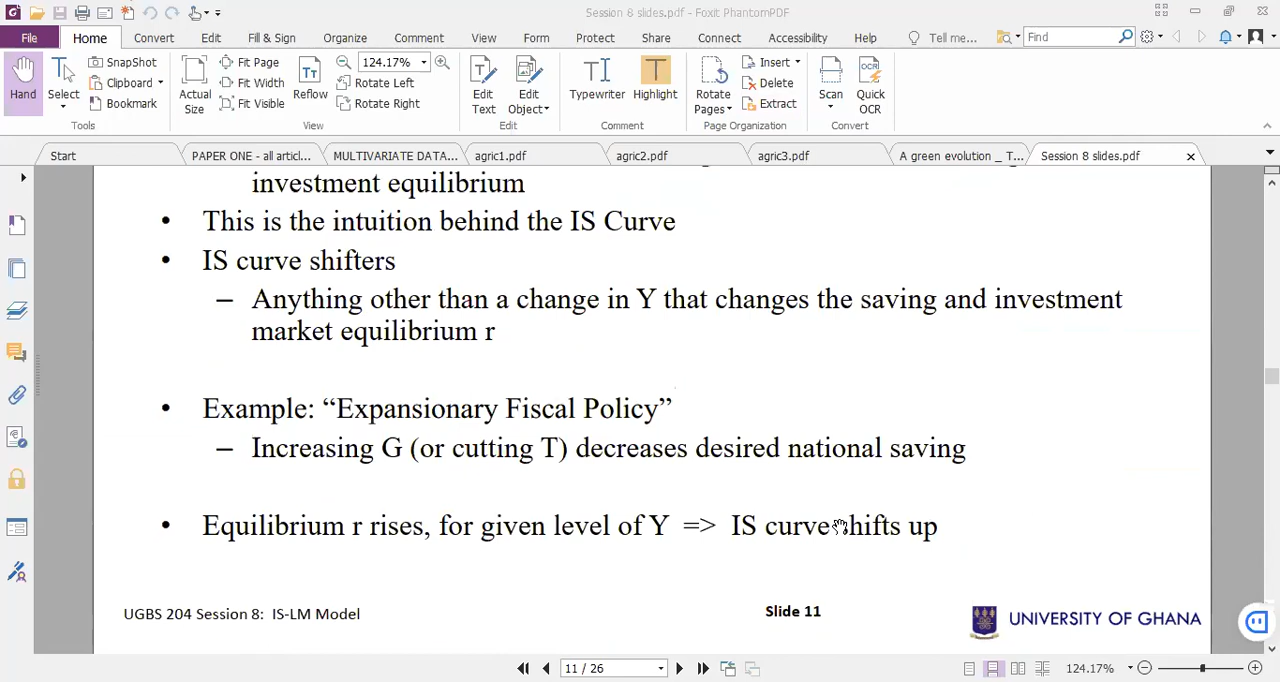 Session 8 slides.pdf - Foxit PhantomPDF
File Home Convert Edit Fill & Sign Organize Comment View Form Protect Share Connect Accessibility Help Tell me... Find
Hand Select SnapShot Clipboard Bookmark Actual Size Fit Page Fit Width Fit Visible Reflow 124.17% Rotate Left Rotate Right Edit Text Edit Object Typewriter Highlight Rotate Pages Insert Delete Extract Scan Quick OCR
Tools View Edit Comment Page Organization Convert
Start PAPER ONE - all articl... MULTIVARIATE DATA... agric1.pdf agric2.pdf agric3.pdf A green evolution _ T... Session 8 slides.pdf
investment equilibrium
• This is the intuition behind the IS Curve
• IS curve shifters
– Anything other than a change in Y that changes the saving and investment
market equilibrium r
• Example: “Expansionary Fiscal Policy”
– Increasing G (or cutting T) decreases desired national saving
• Equilibrium r rises, for given level of Y => IS curve shifts up
UGBS 204 Session 8: IS-LM Model Slide 11 UNIVERSITY OF GHANA
11 / 26 124.17%